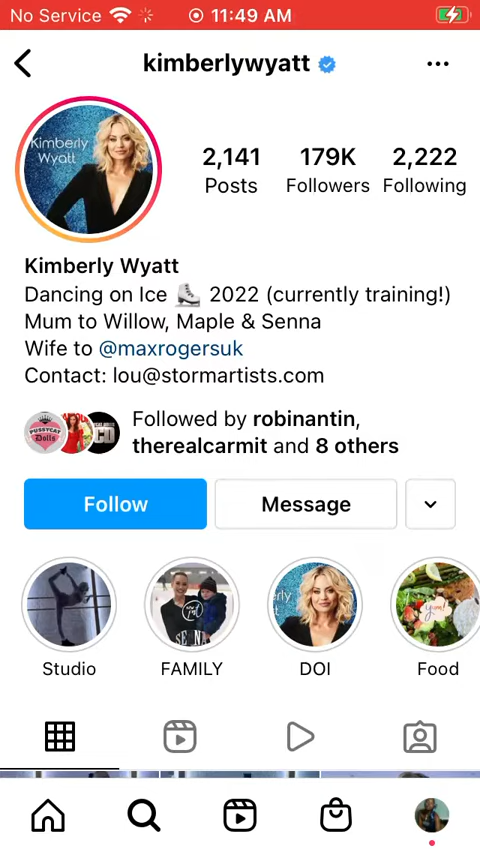 No Service 11:49 AM
kimberlywyatt
2,141 179K 2,222
Posts Followers Following
Kimberly Wyatt
Kimberly Wyatt
Dancing on Ice ⛸ 2022 (currently training!)
Mum to Willow, Maple & Senna
Wife to @maxrogersuk
Contact: lou@stormartists.com
PUSSYCAT Dolls
Followed by robinantin,
therealcarmit and 8 others
Follow Message
Studio FAMILY DOI Food